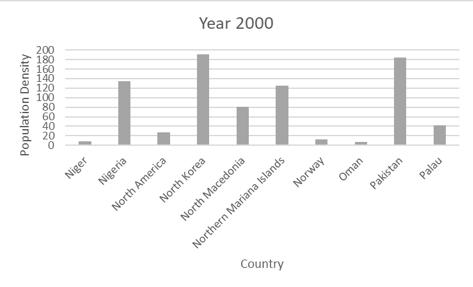 Year 2000
Population Density
200
180
160
140
120
100
80
60
40
20
0
Niger
Nigeria
North America
North Korea
North Macedonia
Northern Mariana Islands
Norway
Oman
Pakistan
Palau
Country